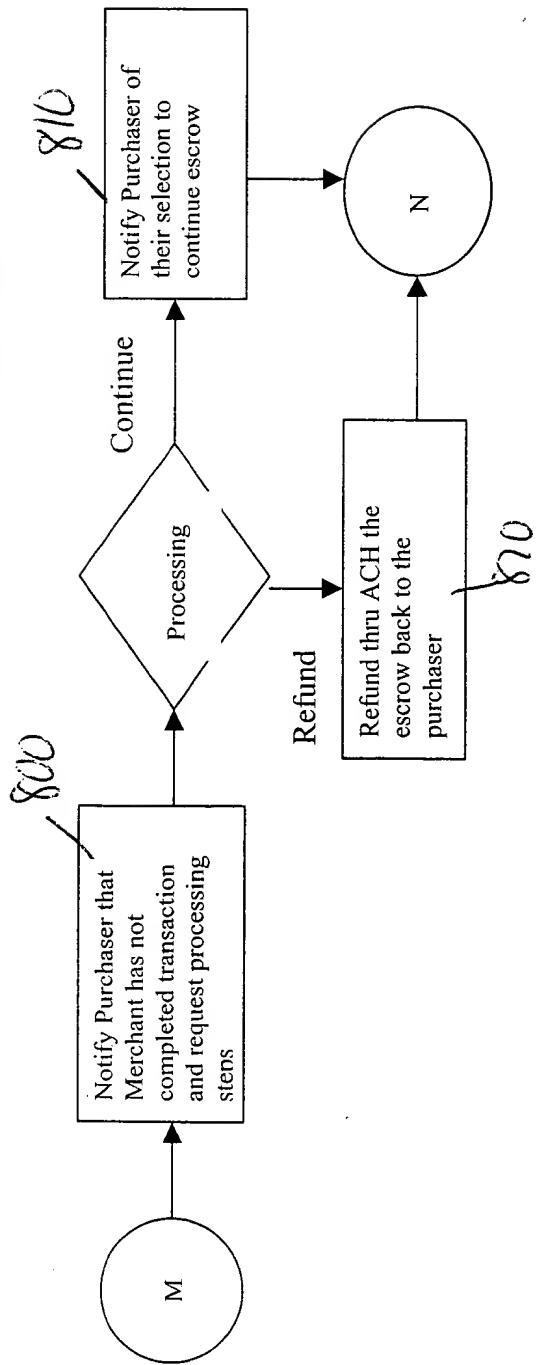 M
800
Notify Purchaser that
Merchant has not
completed transaction
and request processing
steps
Processing
Continue
810
Notify Purchaser of
their selection to
continue escrow
Refund
Refund thru ACH the
escrow back to the
purchaser
820
N